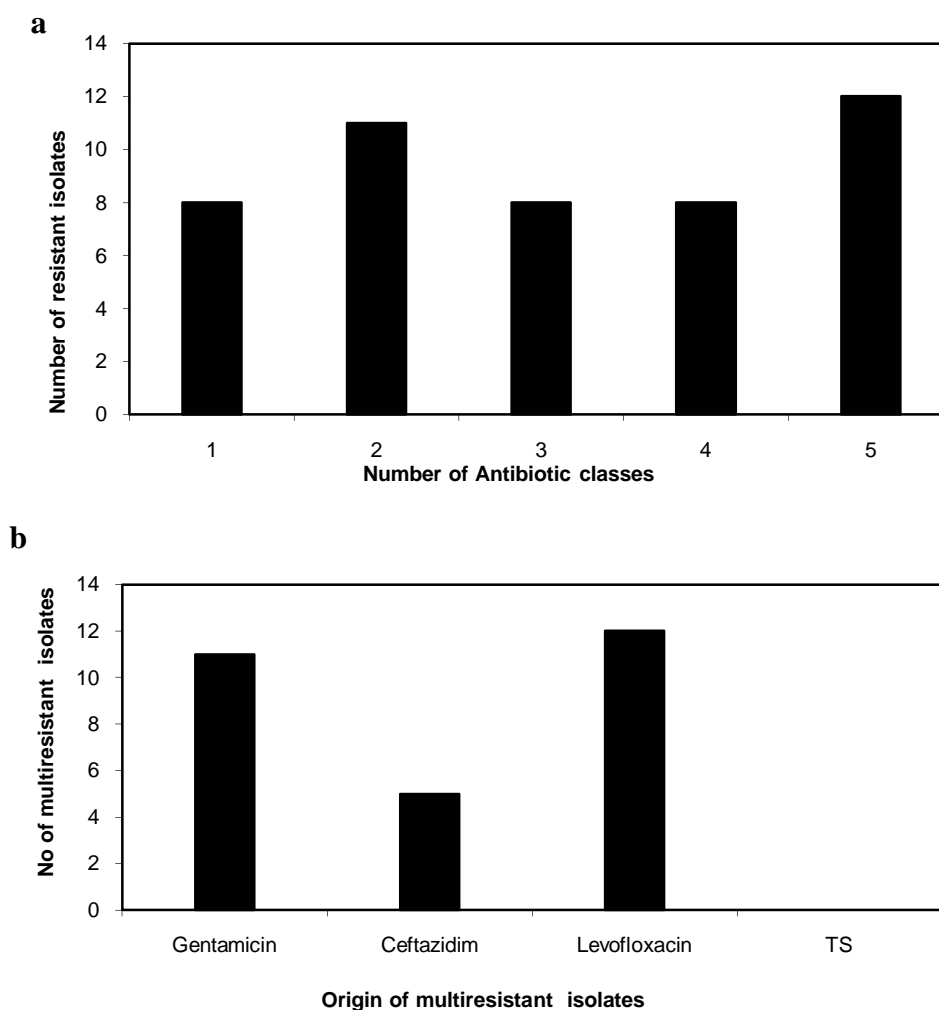 a
Number of resistant isolates
14
12
10
8
6
4
2
0
1 2 3 4 5
Number of Antibiotic classes
b
No of multiresistant isolates
14
12
10
8
6
4
2
0
Gentamicin Ceftazidim Levofloxacin TS
Origin of multiresistant isolates